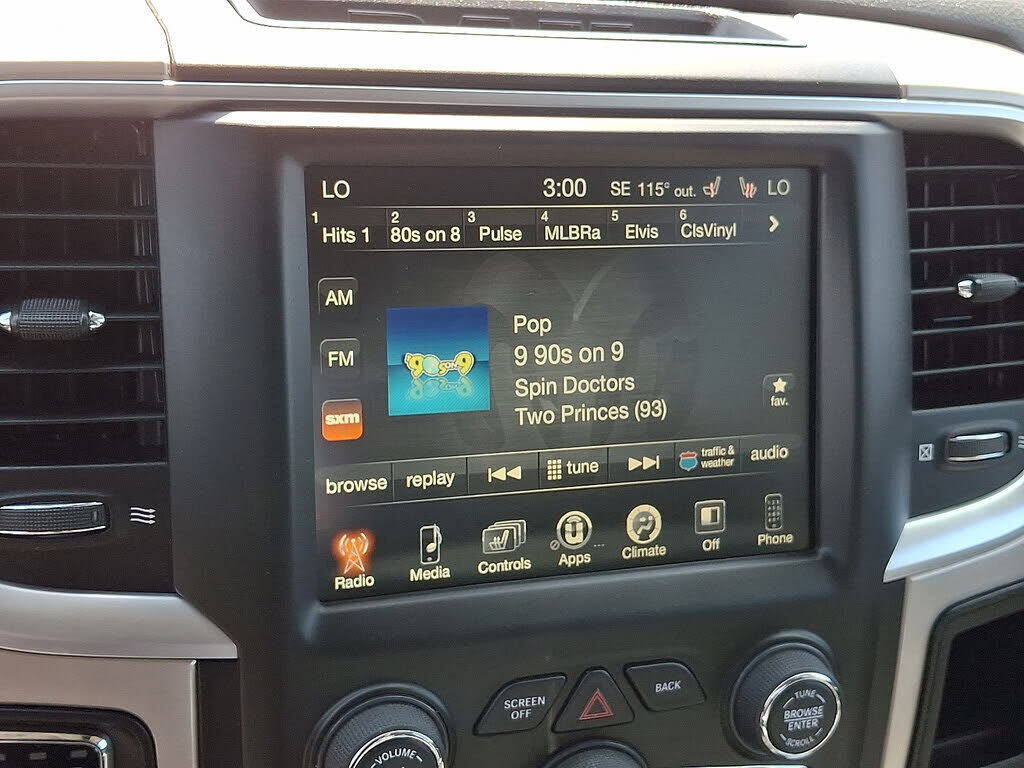 LO 3:00 SE 115° out. LO
1 2 3 4 5 6
Hits 1 80s on 8 Pulse MLBRa Elvis ClsVinyl
AM
FM
sxm
'90s on 9
Pop
9 90s on 9
Spin Doctors
Two Princes (93)
fav.
browse replay tune traffic & weather audio
Radio Media Controls Apps Climate Off Phone
SCREEN OFF
BACK
VOLUME
TUNE
BROWSE
ENTER
SCROLL